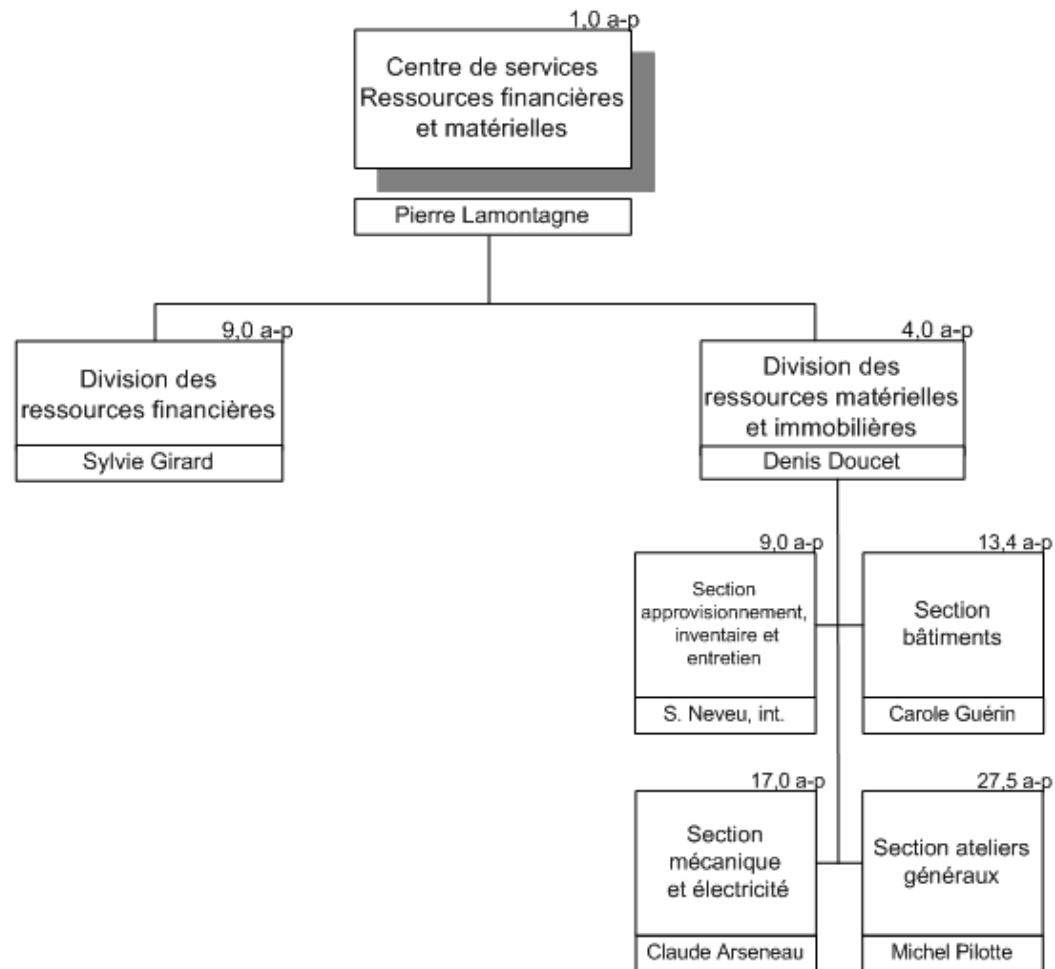 1,0 a-p
Centre de services
Ressources financières
et matérielles
Pierre Lamontagne
9,0 a-p
Division des
ressources financières
Sylvie Girard
4,0 a-p
Division des
ressources matérielles
et immobilières
Denis Doucet
9,0 a-p
Section
approvisionnement,
inventaire et
entretien
S. Neveu, int.
13,4 a-p
Section
bâtiments
Carole Guérin
17,0 a-p
Section
mécanique
et électricité
Claude Arseneau
27,5 a-p
Section ateliers
généraux
Michel Pilotte